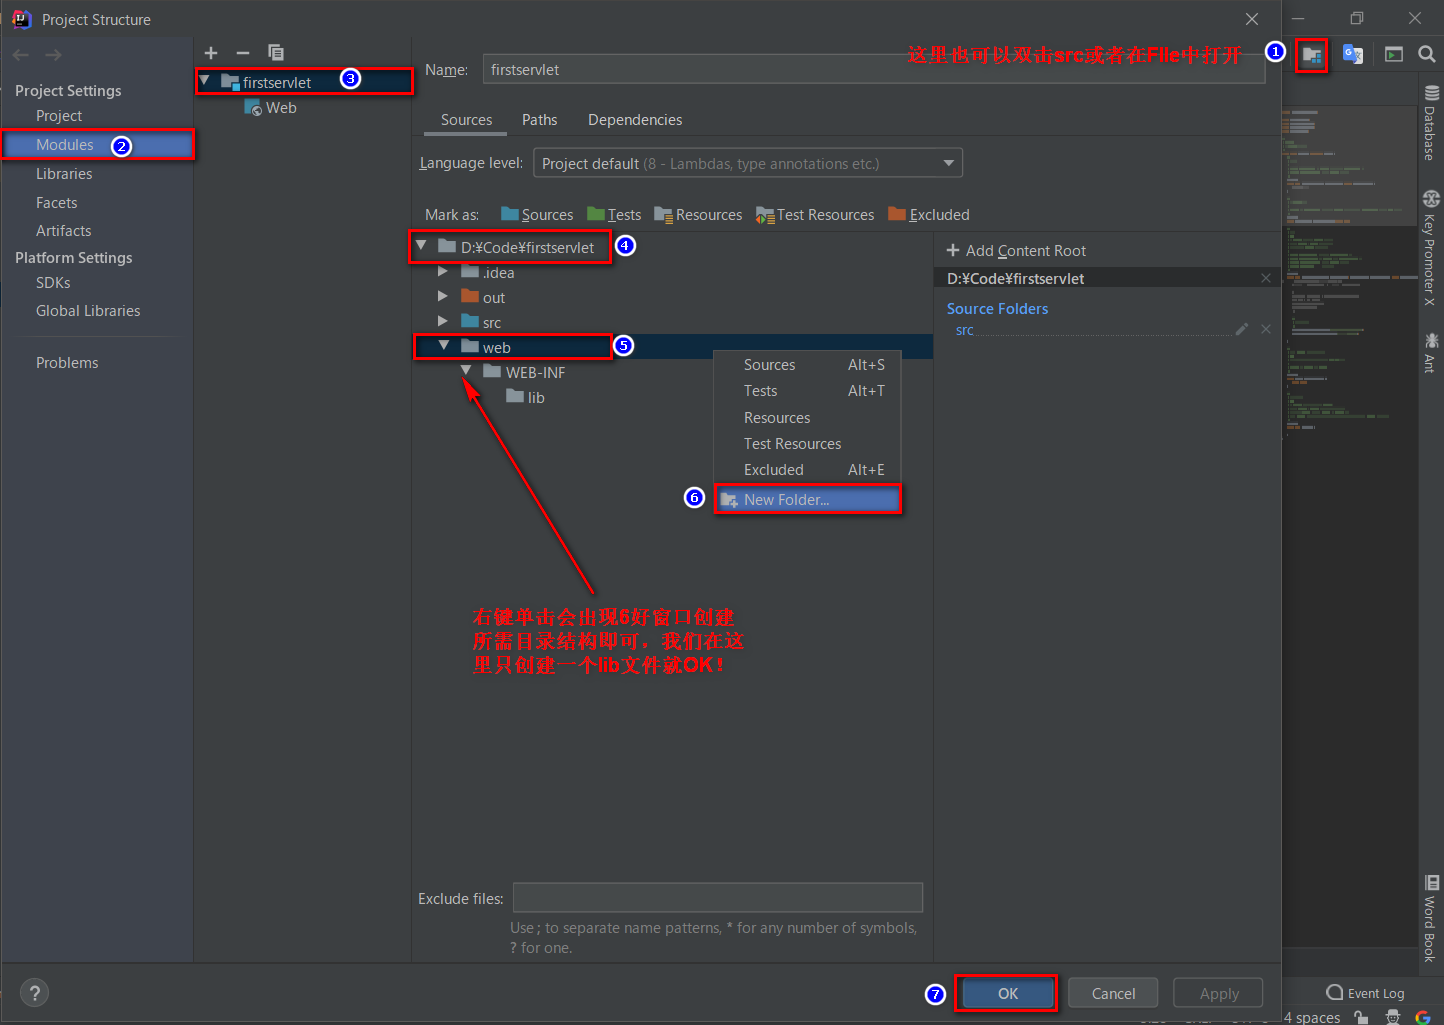 Project Structure
这里也可以双击src或者在File中打开
1
Name:
firstservlet
Project Settings
Project
Modules
2
Libraries
Facets
Artifacts
Platform Settings
SDKs
Global Libraries
Problems
firstservlet
3
Web
Sources
Paths
Dependencies
Language level:
Project default (8 - Lambdas, type annotations etc.)
Mark as:
Sources
Tests
Resources
Test Resources
Excluded
D:¥Code¥firstservlet
4
.idea
out
src
web
5
WEB-INF
lib
Sources Alt+S
Tests Alt+T
Resources
Test Resources
Excluded Alt+E
6
New Folder...
右键单击会出现6好窗口创建
所需目录结构即可，我们在这
里只创建一个lib文件就OK！
Add Content Root
D:¥Code¥firstservlet
Source Folders
src
Exclude files:
Use ; to separate name patterns, * for any number of symbols,
? for one.
7
OK
Cancel
Apply
?
Database
Key Promoter X
Ant
Word Book
Event Log
4 spaces